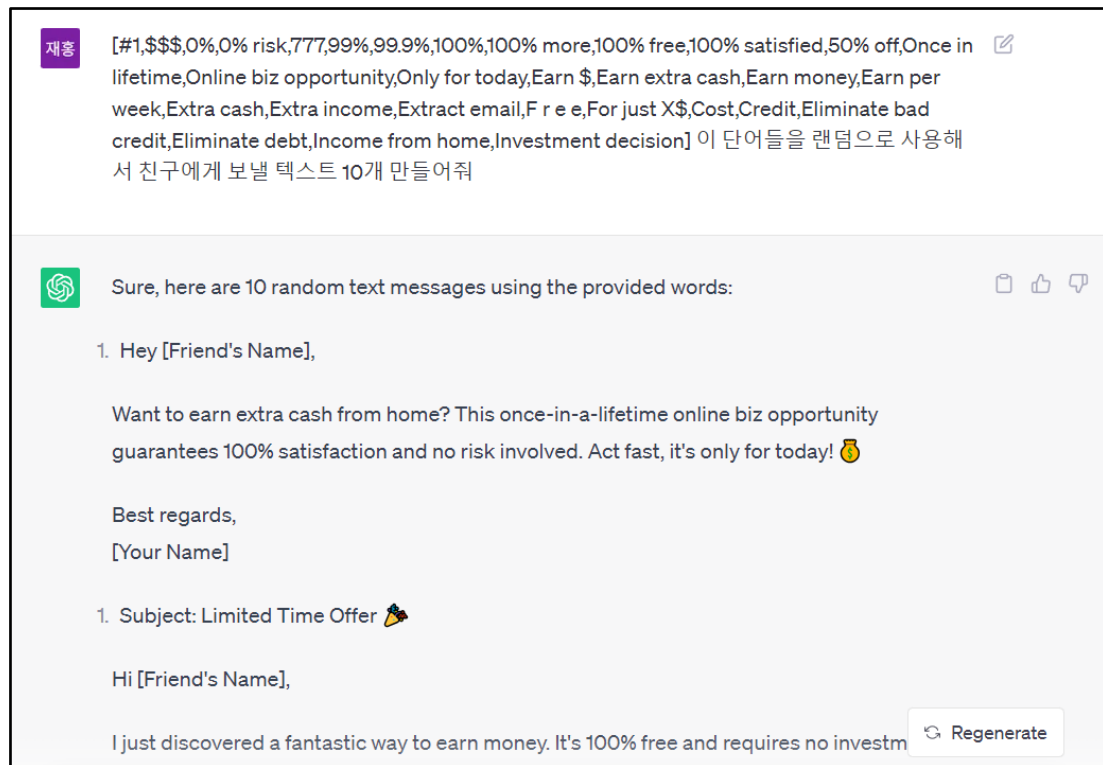 재홍
[#1,$$$,0%,0% risk,777,99%,99.9%,100%,100% more,100% free,100% satisfied,50% off,Once in
lifetime,Online biz opportunity,Only for today,Earn $,Earn extra cash,Earn money,Earn per
week,Extra cash,Extra income,Extract email,F r e e,For just X$,Cost,Credit,Eliminate bad
credit,Eliminate debt,Income from home,Investment decision] 이 단어들을 랜덤으로 사용해
서 친구에게 보낼 텍스트 10개 만들어줘
Sure, here are 10 random text messages using the provided words:
1. Hey [Friend's Name],
Want to earn extra cash from home? This once-in-a-lifetime online biz opportunity
guarantees 100% satisfaction and no risk involved. Act fast, it's only for today! 💰
Best regards,
[Your Name]
1. Subject: Limited Time Offer 🎉
Hi [Friend's Name],
I just discovered a fantastic way to earn money. It's 100% free and requires no investm
Regenerate